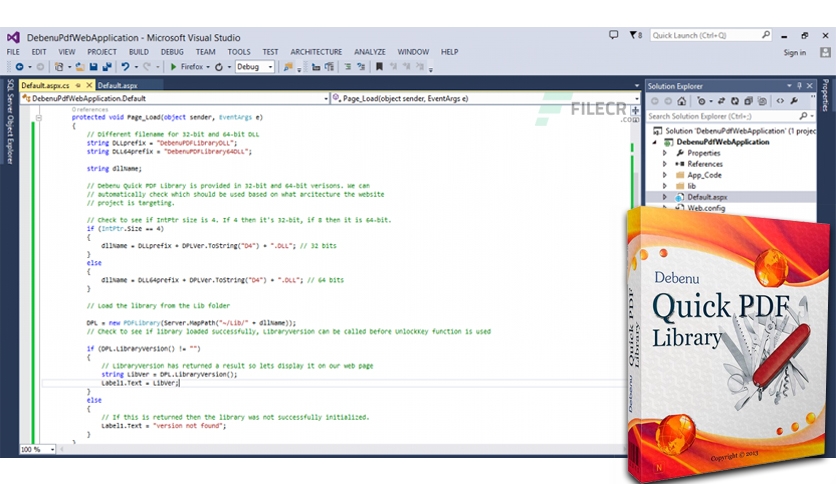 DebenuPdfWebApplication - Microsoft Visual Studio
Quick Launch (Ctrl+Q)
FILE EDIT VIEW PROJECT BUILD DEBUG TEAM TOOLS TEST ARCHITECTURE ANALYZE WINDOW HELP
Sign in
Firefox
Debug
SQL Server Object Explorer
Default.aspx.cs
Default.aspx
DebenuPdfWebApplication.Default
Page_Load(object sender, EventArgs e)
0 references
protected void Page_Load(object sender, EventArgs e)
{
// Different filename for 32-bit and 64-bit DLL
string DLLprefix = "DebenuPDFLibraryDLL";
string DLL64prefix = "DebenuPDFLibrary64DLL";
string dllName;
// Debenu Quick PDF Library is provided in 32-bit and 64-bit verisons. we can
// automatically check which should be used based on what arcitecture the website
// project is targeting.
// Check to see if IntPtr size is 4. If 4 then it's 32-bit, if 8 then it is 64-bit.
if (IntPtr.Size == 4)
{
dllName = DLLprefix + DPLVer.ToString("D4") + ".DLL"; // 32 bits
}
else
{
dllName = DLL64prefix + DPLVer.ToString("D4") + ".DLL"; // 64 bits
}
// Load the library from the Lib folder
DPL = new PDFLibrary(Server.MapPath("~/Lib/" + dllName));
// Check to see if library loaded successfully, LibraryVersion can be called before UnlockKey function is used
if (DPL.LibraryVersion() != "")
{
// LibraryVersion has returned a result so lets display it on our web page
string LibVer = DPL.LibraryVersion();
Label1.Text = LibVer;
}
else
{
// If this is returned then the library was not successfully initialized.
Label1.Text = "version not found";
}
100 %
FILECR
.com
Solution Explorer
Search Solution Explorer (Ctrl+;)
Solution 'DebenuPdfWebApplication' (1 projec
DebenuPdfWebApplication
Properties
References
App_Code
lib
Default.aspx
Web.config
Properties
Debenu
Quick PDF
Library
Debenu Quick PDF Library
Copyright © 2013